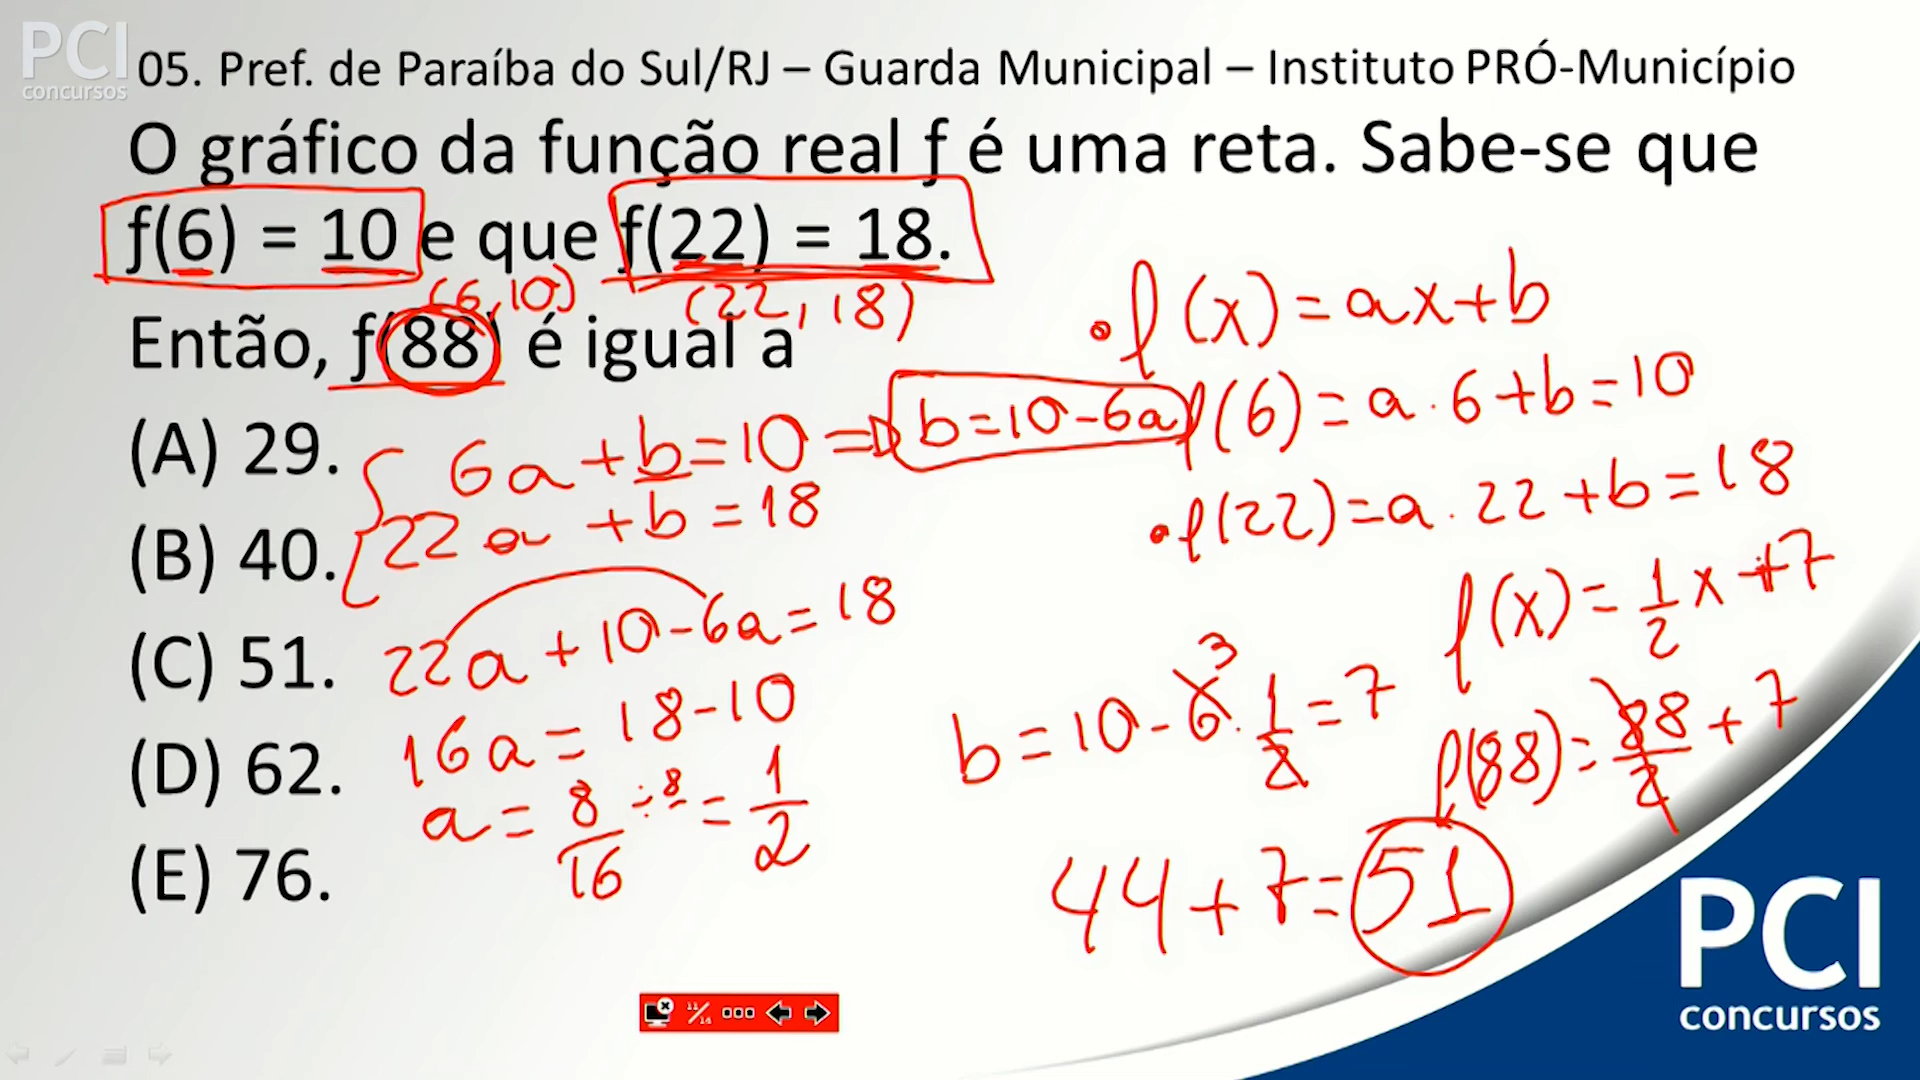 PCI
concursos
05. Pref. de Paraíba do Sul/RJ – Guarda Municipal – Instituto PRÓ-Município
O gráfico da função real ƒ é uma reta. Sabe-se que
ƒ(6) = 10 e que ƒ(22) = 18.
(6,10) (22,18)
Então, ƒ(88) é igual a
(A) 29.
(B) 40.
(C) 51.
(D) 62.
(E) 76.
6a + b = 10 ⇒ b = 10 - 6a
22a + b = 18
22a + 10 - 6a = 18
16a = 18 - 10
a = 8/16 ÷8 = 1/2
f(x) = ax + b
f(6) = a · 6 + b = 10
f(22) = a · 22 + b = 18
b = 10 - 6 3 · 1/2 = 7
f(x) = 1/2 x + 7
f(88) = 88/2 + 7
44 + 7 = 51
11/14
PCI
concursos